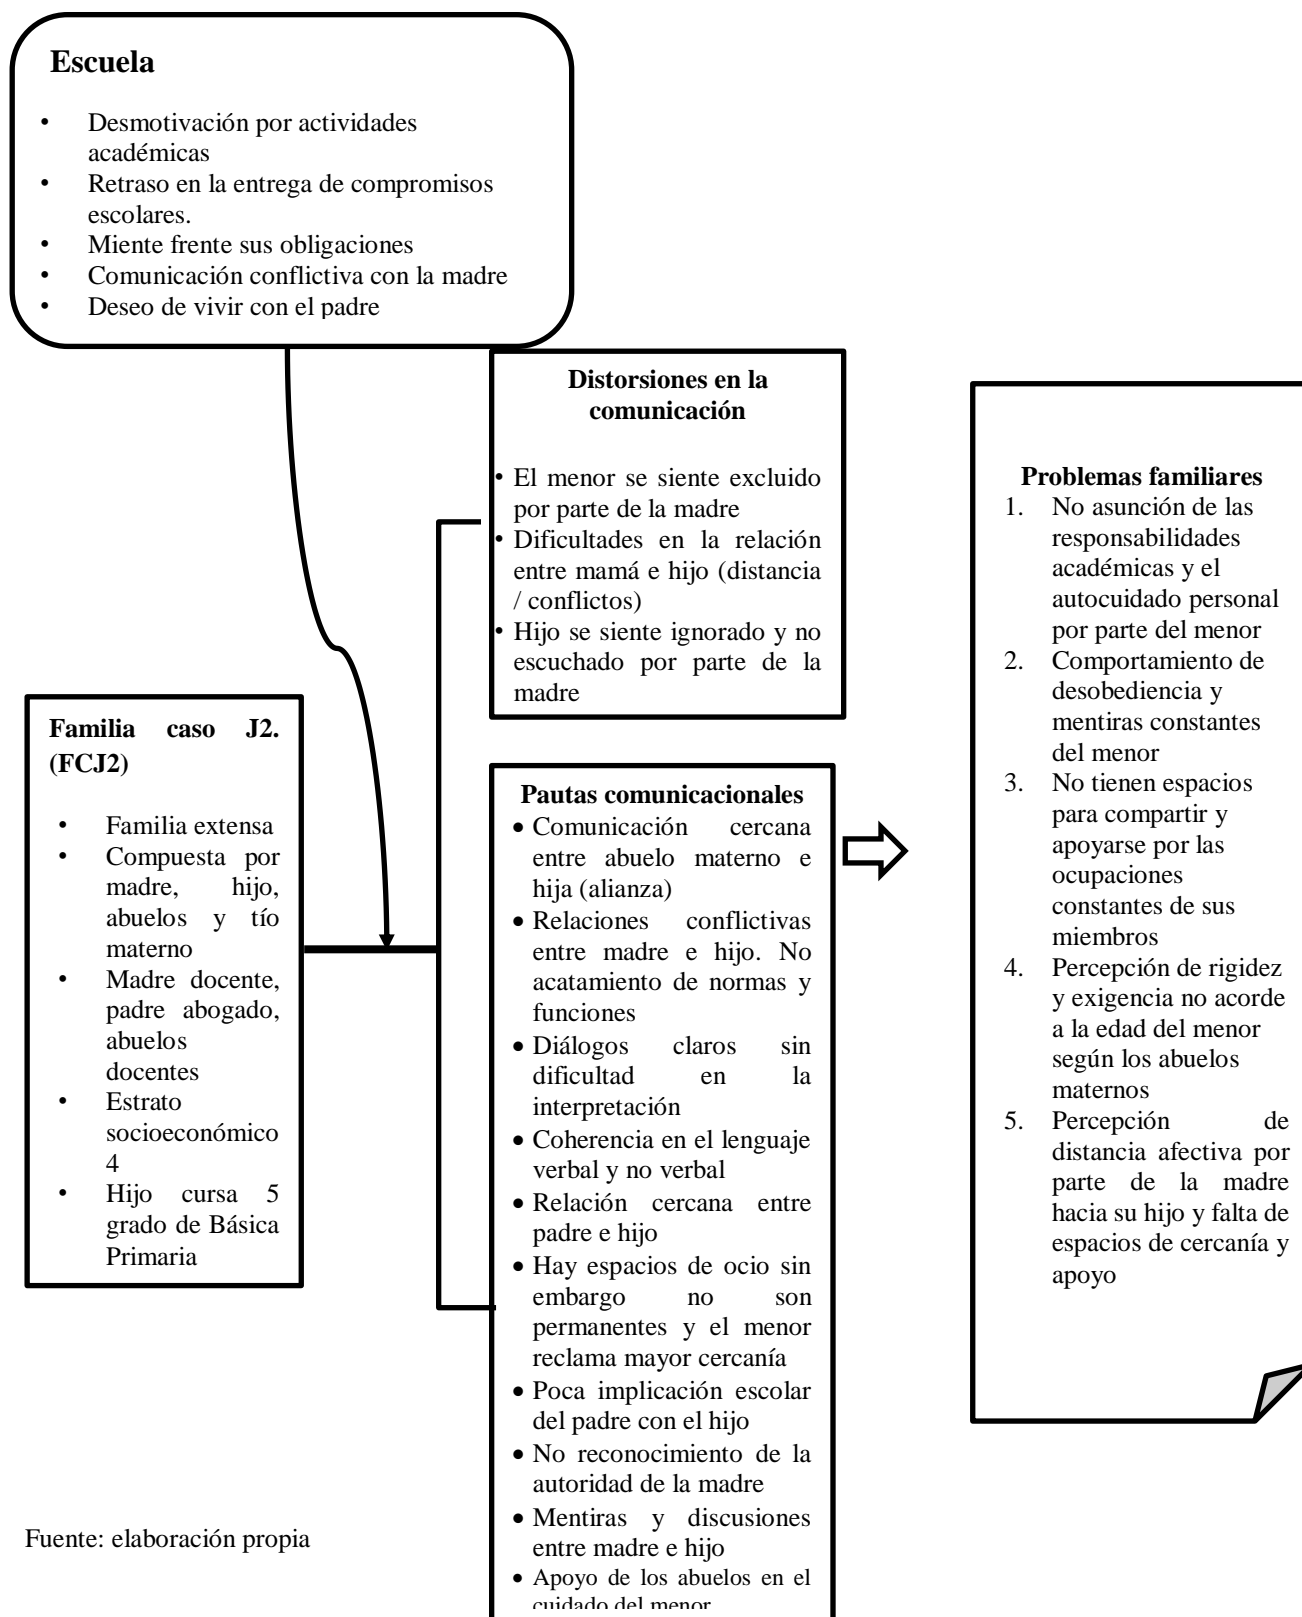 Escuela
• Desmotivación por actividades
académicas
• Retraso en la entrega de compromisos
escolares.
• Miente frente sus obligaciones
• Comunicación conflictiva con la madre
• Deseo de vivir con el padre
Distorsiones en la
comunicación
• El menor se siente excluido
por parte de la madre
• Dificultades en la relación
entre mamá e hijo (distancia
/ conflictos)
• Hijo se siente ignorado y no
escuchado por parte de la
madre
Familia caso J2.
(FCJ2)
• Familia extensa
• Compuesta por
madre, hijo,
abuelos y tío
materno
• Madre docente,
padre abogado,
abuelos
docentes
• Estrato
socioeconómico
4
• Hijo cursa 5
grado de Básica
Primaria
Pautas comunicacionales
• Comunicación cercana
entre abuelo materno e
hija (alianza)
• Relaciones conflictivas
entre madre e hijo. No
acatamiento de normas y
funciones
• Diálogos claros sin
dificultad en la
interpretación
• Coherencia en el lenguaje
verbal y no verbal
• Relación cercana entre
padre e hijo
• Hay espacios de ocio sin
embargo no son
permanentes y el menor
reclama mayor cercanía
• Poca implicación escolar
del padre con el hijo
• No reconocimiento de la
autoridad de la madre
• Mentiras y discusiones
entre madre e hijo
• Apoyo de los abuelos en el
cuidado del menor
Problemas familiares
1. No asunción de las
responsabilidades
académicas y el
autocuidado personal
por parte del menor
2. Comportamiento de
desobediencia y
mentiras constantes
del menor
3. No tienen espacios
para compartir y
apoyarse por las
ocupaciones
constantes de sus
miembros
4. Percepción de rigidez
y exigencia no acorde
a la edad del menor
según los abuelos
maternos
5. Percepción de
distancia afectiva por
parte de la madre
hacia su hijo y falta de
espacios de cercanía y
apoyo
Fuente: elaboración propia